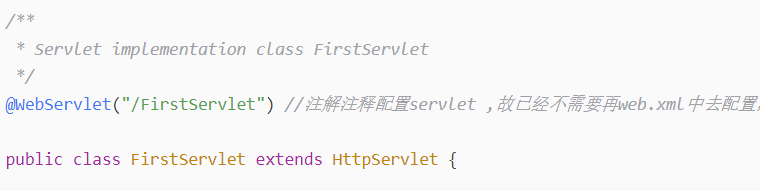 /**
* Servlet implementation class FirstServlet
*/
@WebServlet("/FirstServlet") //注解注释配置servlet ,故已经不需要再web.xml中去配置
public class FirstServlet extends HttpServlet {